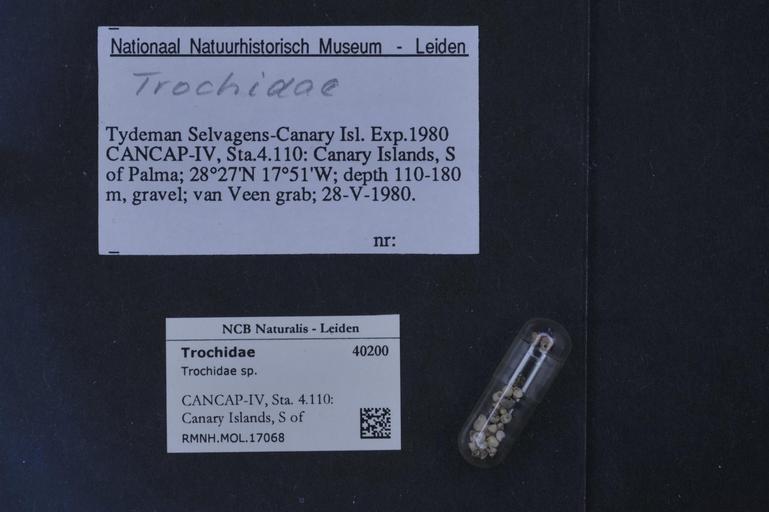 Nationaal Natuurhistorisch Museum - Leiden
Trochidae
Tydeman Selvagens-Canary Isl. Exp.1980
CANCAP-IV, Sta.4.110: Canary Islands, S
of Palma; 28°27'N 17°51'W; depth 110-180
m, gravel; van Veen grab; 28-V-1980.
nr:
NCB Naturalis - Leiden
Trochidae 40200
Trochidae sp.
CANCAP-IV, Sta. 4.110:
Canary Islands, S of
RMNH.MOL.17068